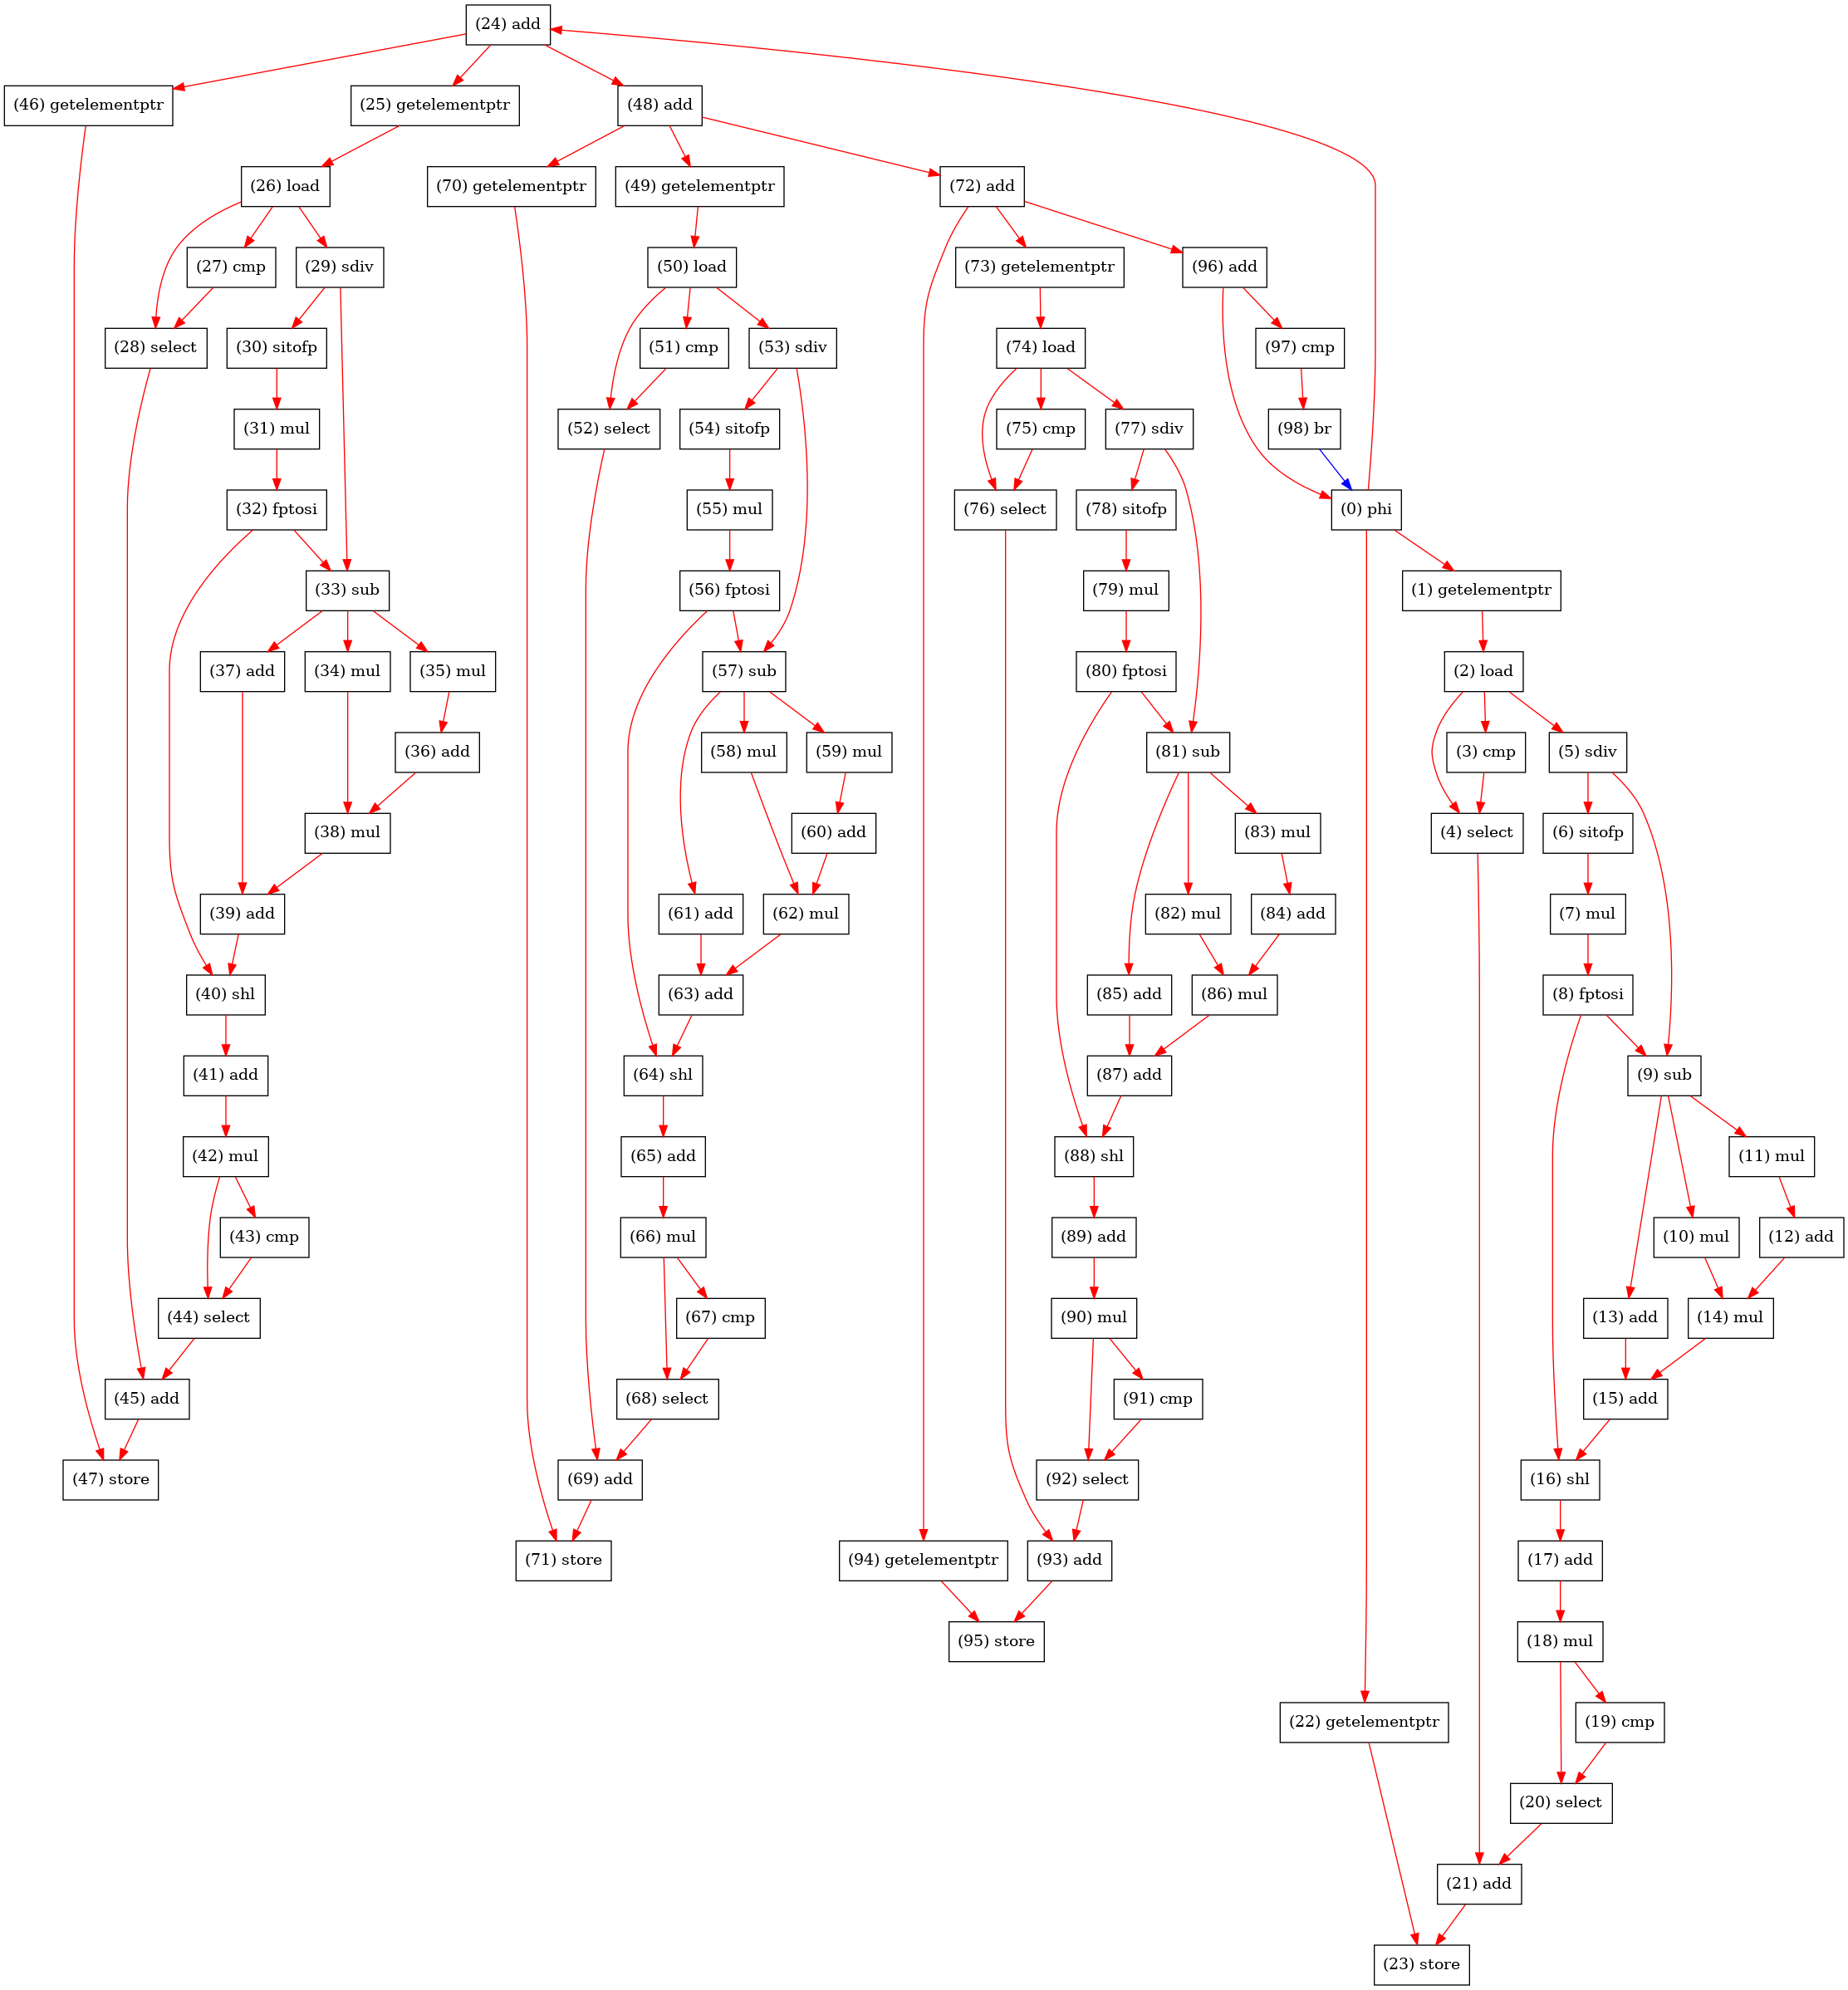 (24) add
(46) getelementptr
(25) getelementptr
(48) add
(26) load
(70) getelementptr
(49) getelementptr
(72) add
(27) cmp
(29) sdiv
(50) load
(73) getelementptr
(96) add
(28) select
(30) sitofp
(51) cmp
(53) sdiv
(74) load
(97) cmp
(31) mul
(52) select
(54) sitofp
(75) cmp
(77) sdiv
(98) br
(32) fptosi
(55) mul
(76) select
(78) sitofp
(0) phi
(33) sub
(56) fptosi
(79) mul
(1) getelementptr
(37) add
(34) mul
(35) mul
(57) sub
(80) fptosi
(2) load
(36) add
(58) mul
(59) mul
(81) sub
(3) cmp
(5) sdiv
(38) mul
(60) add
(83) mul
(4) select
(6) sitofp
(39) add
(61) add
(62) mul
(82) mul
(84) add
(7) mul
(40) shl
(63) add
(85) add
(86) mul
(8) fptosi
(41) add
(64) shl
(87) add
(9) sub
(42) mul
(65) add
(88) shl
(11) mul
(43) cmp
(66) mul
(89) add
(10) mul
(12) add
(44) select
(67) cmp
(90) mul
(13) add
(14) mul
(45) add
(68) select
(91) cmp
(15) add
(47) store
(69) add
(92) select
(16) shl
(71) store
(94) getelementptr
(93) add
(17) add
(95) store
(18) mul
(22) getelementptr
(19) cmp
(20) select
(21) add
(23) store